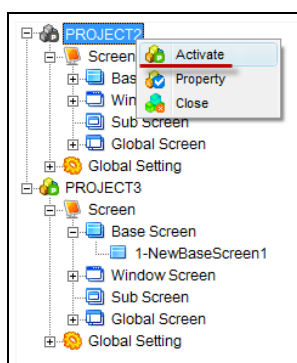 PROJECT2
Screen
Activate
Bas
Property
Win
Close
Sub Screen
Global Screen
Global Setting
PROJECT3
Screen
Base Screen
1-NewBaseScreen1
Window Screen
Sub Screen
Global Screen
Global Setting